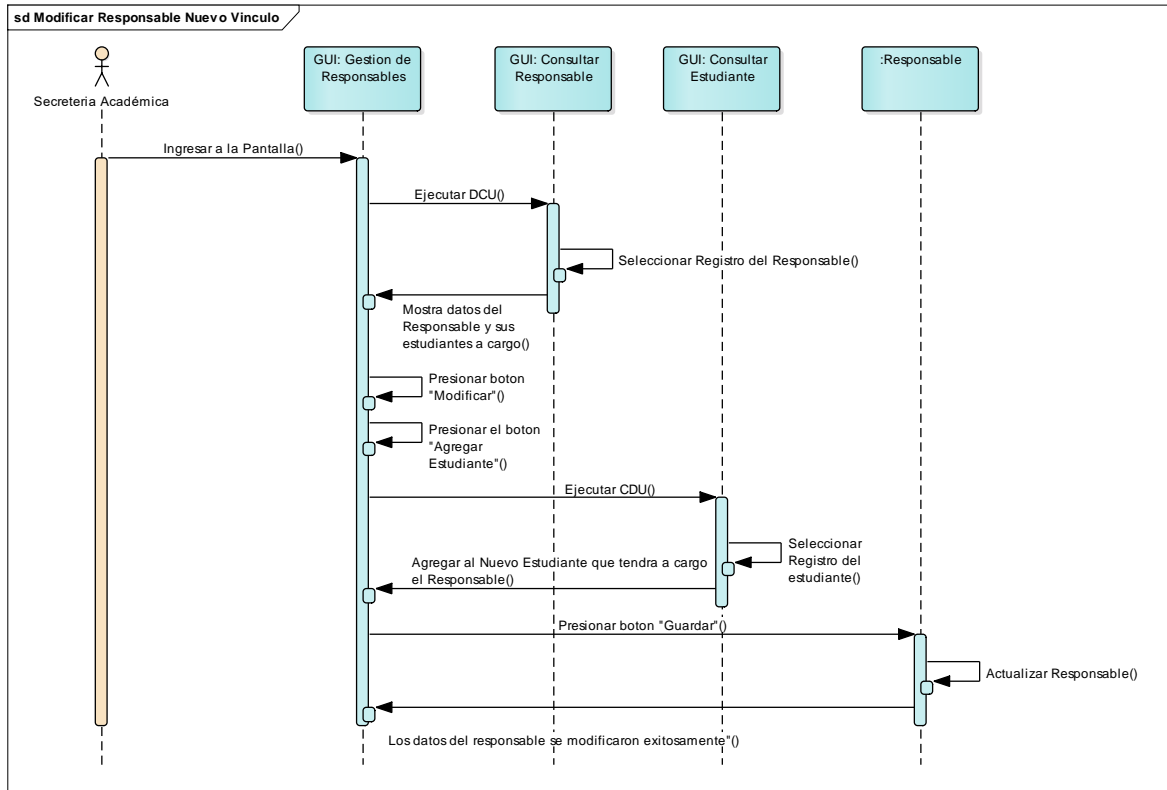 sd Modificar Responsable Nuevo Vinculo
Secreteria Académica
GUI: Gestion de
Responsables
GUI: Consultar
Responsable
GUI: Consultar
Estudiante
:Responsable
Ingresar a la Pantalla()
Ejecutar DCU()
Seleccionar Registro del Responsable()
Mostra datos del
Responsable y sus
estudiantes a cargo()
Presionar boton
"Modificar"()
Presionar el boton
"Agregar
Estudiante"()
Ejecutar CDU()
Seleccionar
Registro del
estudiante()
Agregar al Nuevo Estudiante que tendra a cargo
el Responsable()
Presionar boton "Guardar"()
Actualizar Responsable()
Los datos del responsable se modificaron exitosamente"()